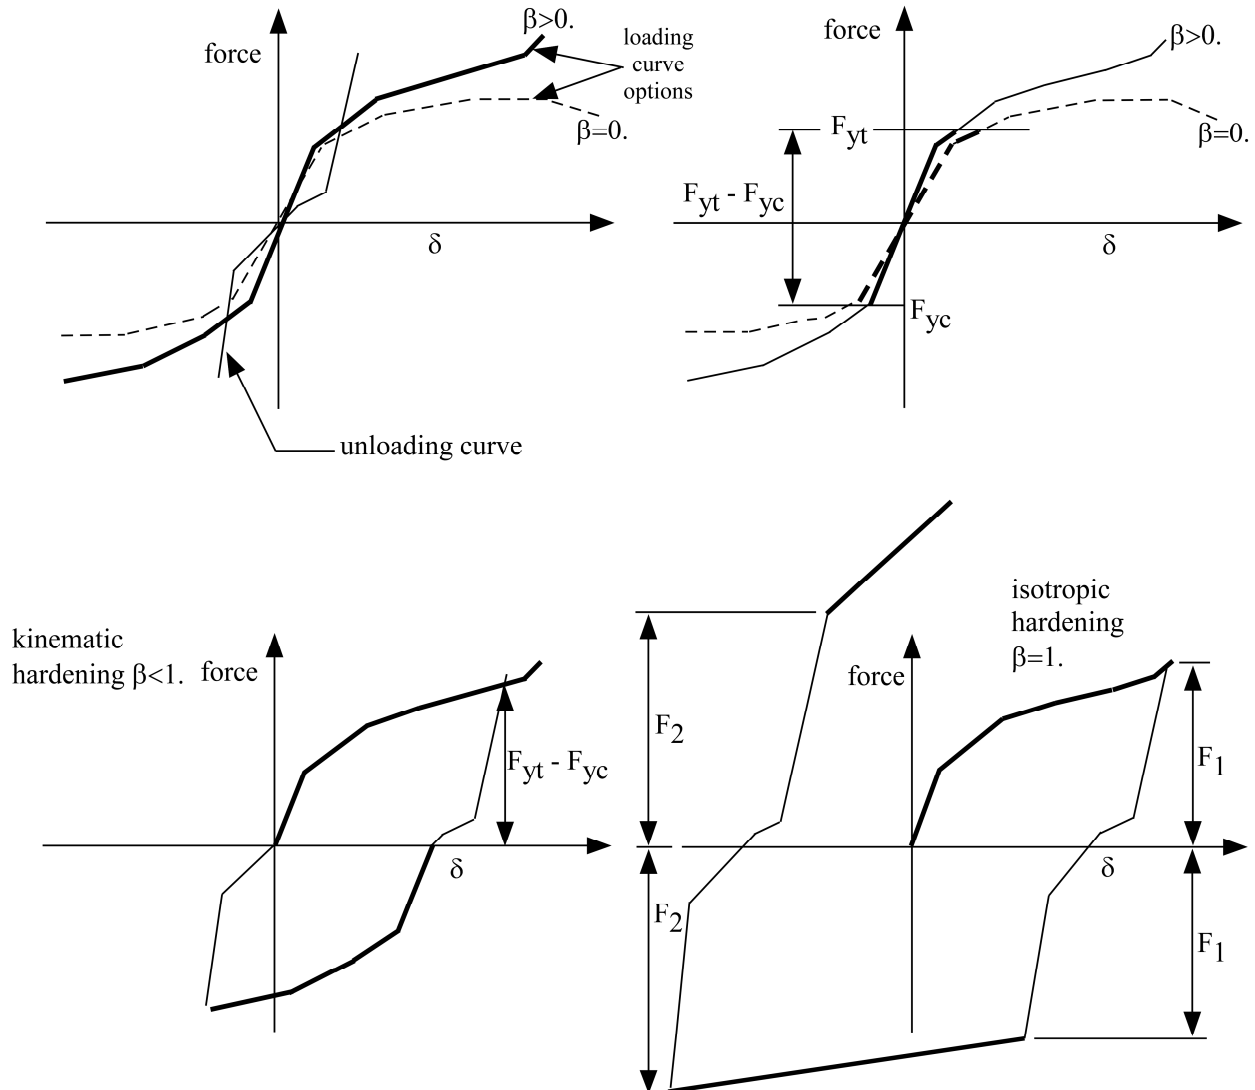 β>0.
force
loading
curve
options
β=0.
δ
unloading curve
force
β>0.
F_yt
β=0.
F_yt - F_yc
δ
F_yc
kinematic
hardening β<1.
force
F_yt - F_yc
δ
isotropic
hardening
β=1.
force
F_2
F_1
δ
F_2
F_1